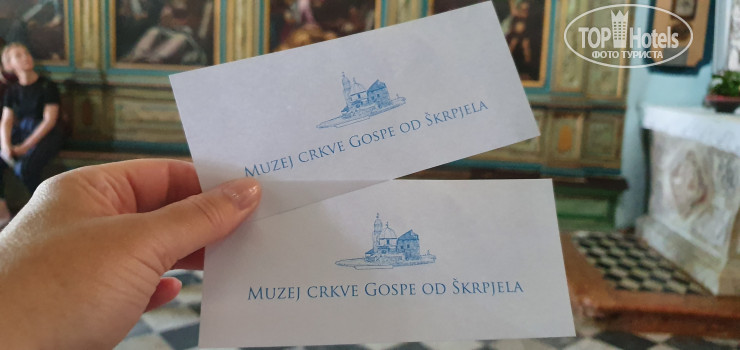 TOP Hotels
ФОТО ТУРИСТА
MUZEJ CRKVE GOSPE OD ŠKRPJELA
MUZEJ CRKVE GOSPE OD ŠKRPJELA